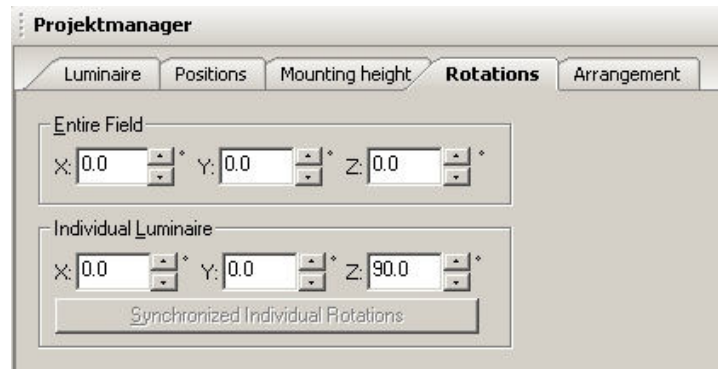 Projektmanager
Luminaire Positions Mounting height Rotations Arrangement
Entire Field
X: 0.0 ° Y: 0.0 ° Z: 0.0 °
Individual Luminaire
X: 0.0 ° Y: 0.0 ° Z: 90.0 °
Synchronized Individual Rotations